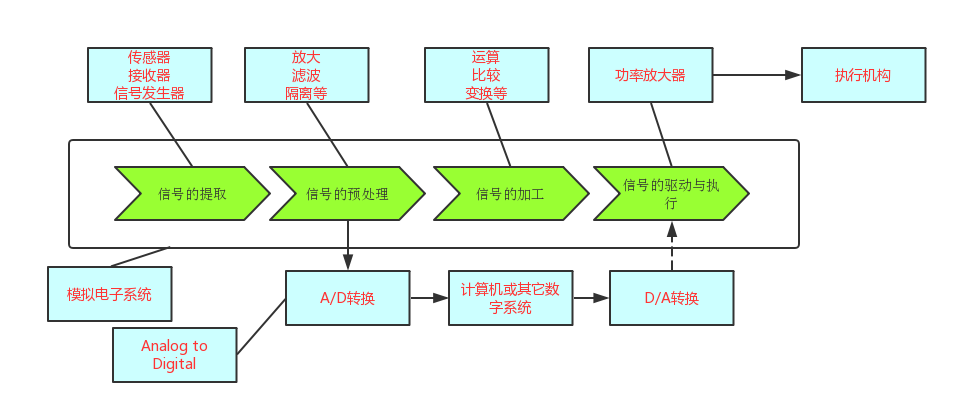 传感器
接收器
信号发生器
放大
滤波
隔离等
运算
比较
变换等
功率放大器
执行机构
信号的提取
信号的预处理
信号的加工
信号的驱动与执
行
模拟电子系统
A/D转换
计算机或其它数
字系统
D/A转换
Analog to
Digital